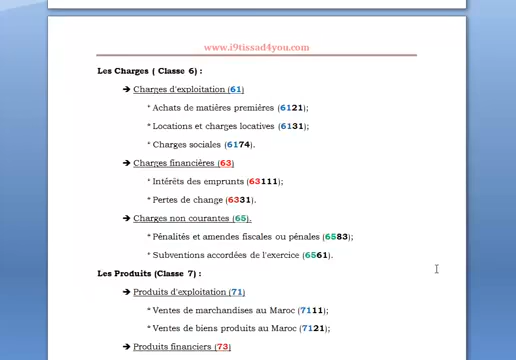 www.i9tissad4you.com
Les Charges ( Classe 6) :
➔ Charges d'exploitation (61)
* Achats de matières premières (6121);
* Locations et charges locatives (6131);
* Charges sociales (6174).
➔ Charges financières (63)
* Intérêts des emprunts (63111);
* Pertes de change (6331).
➔ Charges non courantes (65).
* Pénalités et amendes fiscales ou pénales (6583);
* Subventions accordées de l'exercice (6561).
Les Produits (Classe 7) :
➔ Produits d'exploitation (71)
* Ventes de marchandises au Maroc (7111);
* Ventes de biens produits au Maroc (7121);
➔ Produits financiers (73)